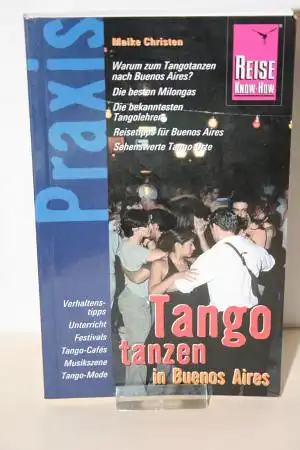 Maike Christen
REISE
KNOW-HOW
Praxis
Warum zum Tangotanzen
nach Buenos Aires?
Die besten Milongas
Die bekanntesten
Tangolehrer
Reisetipps für Buenos Aires
Sehenswerte Tango-Orte
Verhaltens-
tipps
Unterricht
Festivals
Tango-Cafés
Musikszene
Tango-Mode
Tango
tanzen
in Buenos Aires